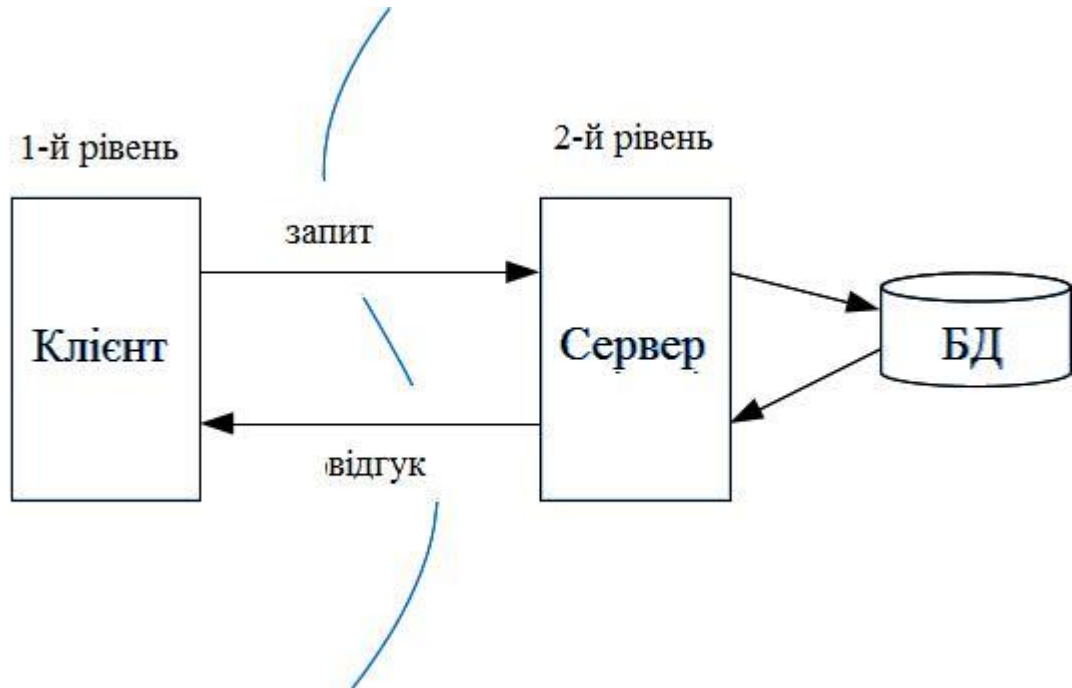 1-й рівень
2-й рівень
запит
Клієнт
Сервер
БД
відгук